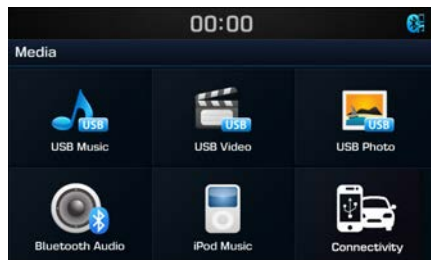 00:00
Media
USB
USB
USB
USB Music
USB Video
USB Photo
Bluetooth Audio
iPod Music
Connectivity